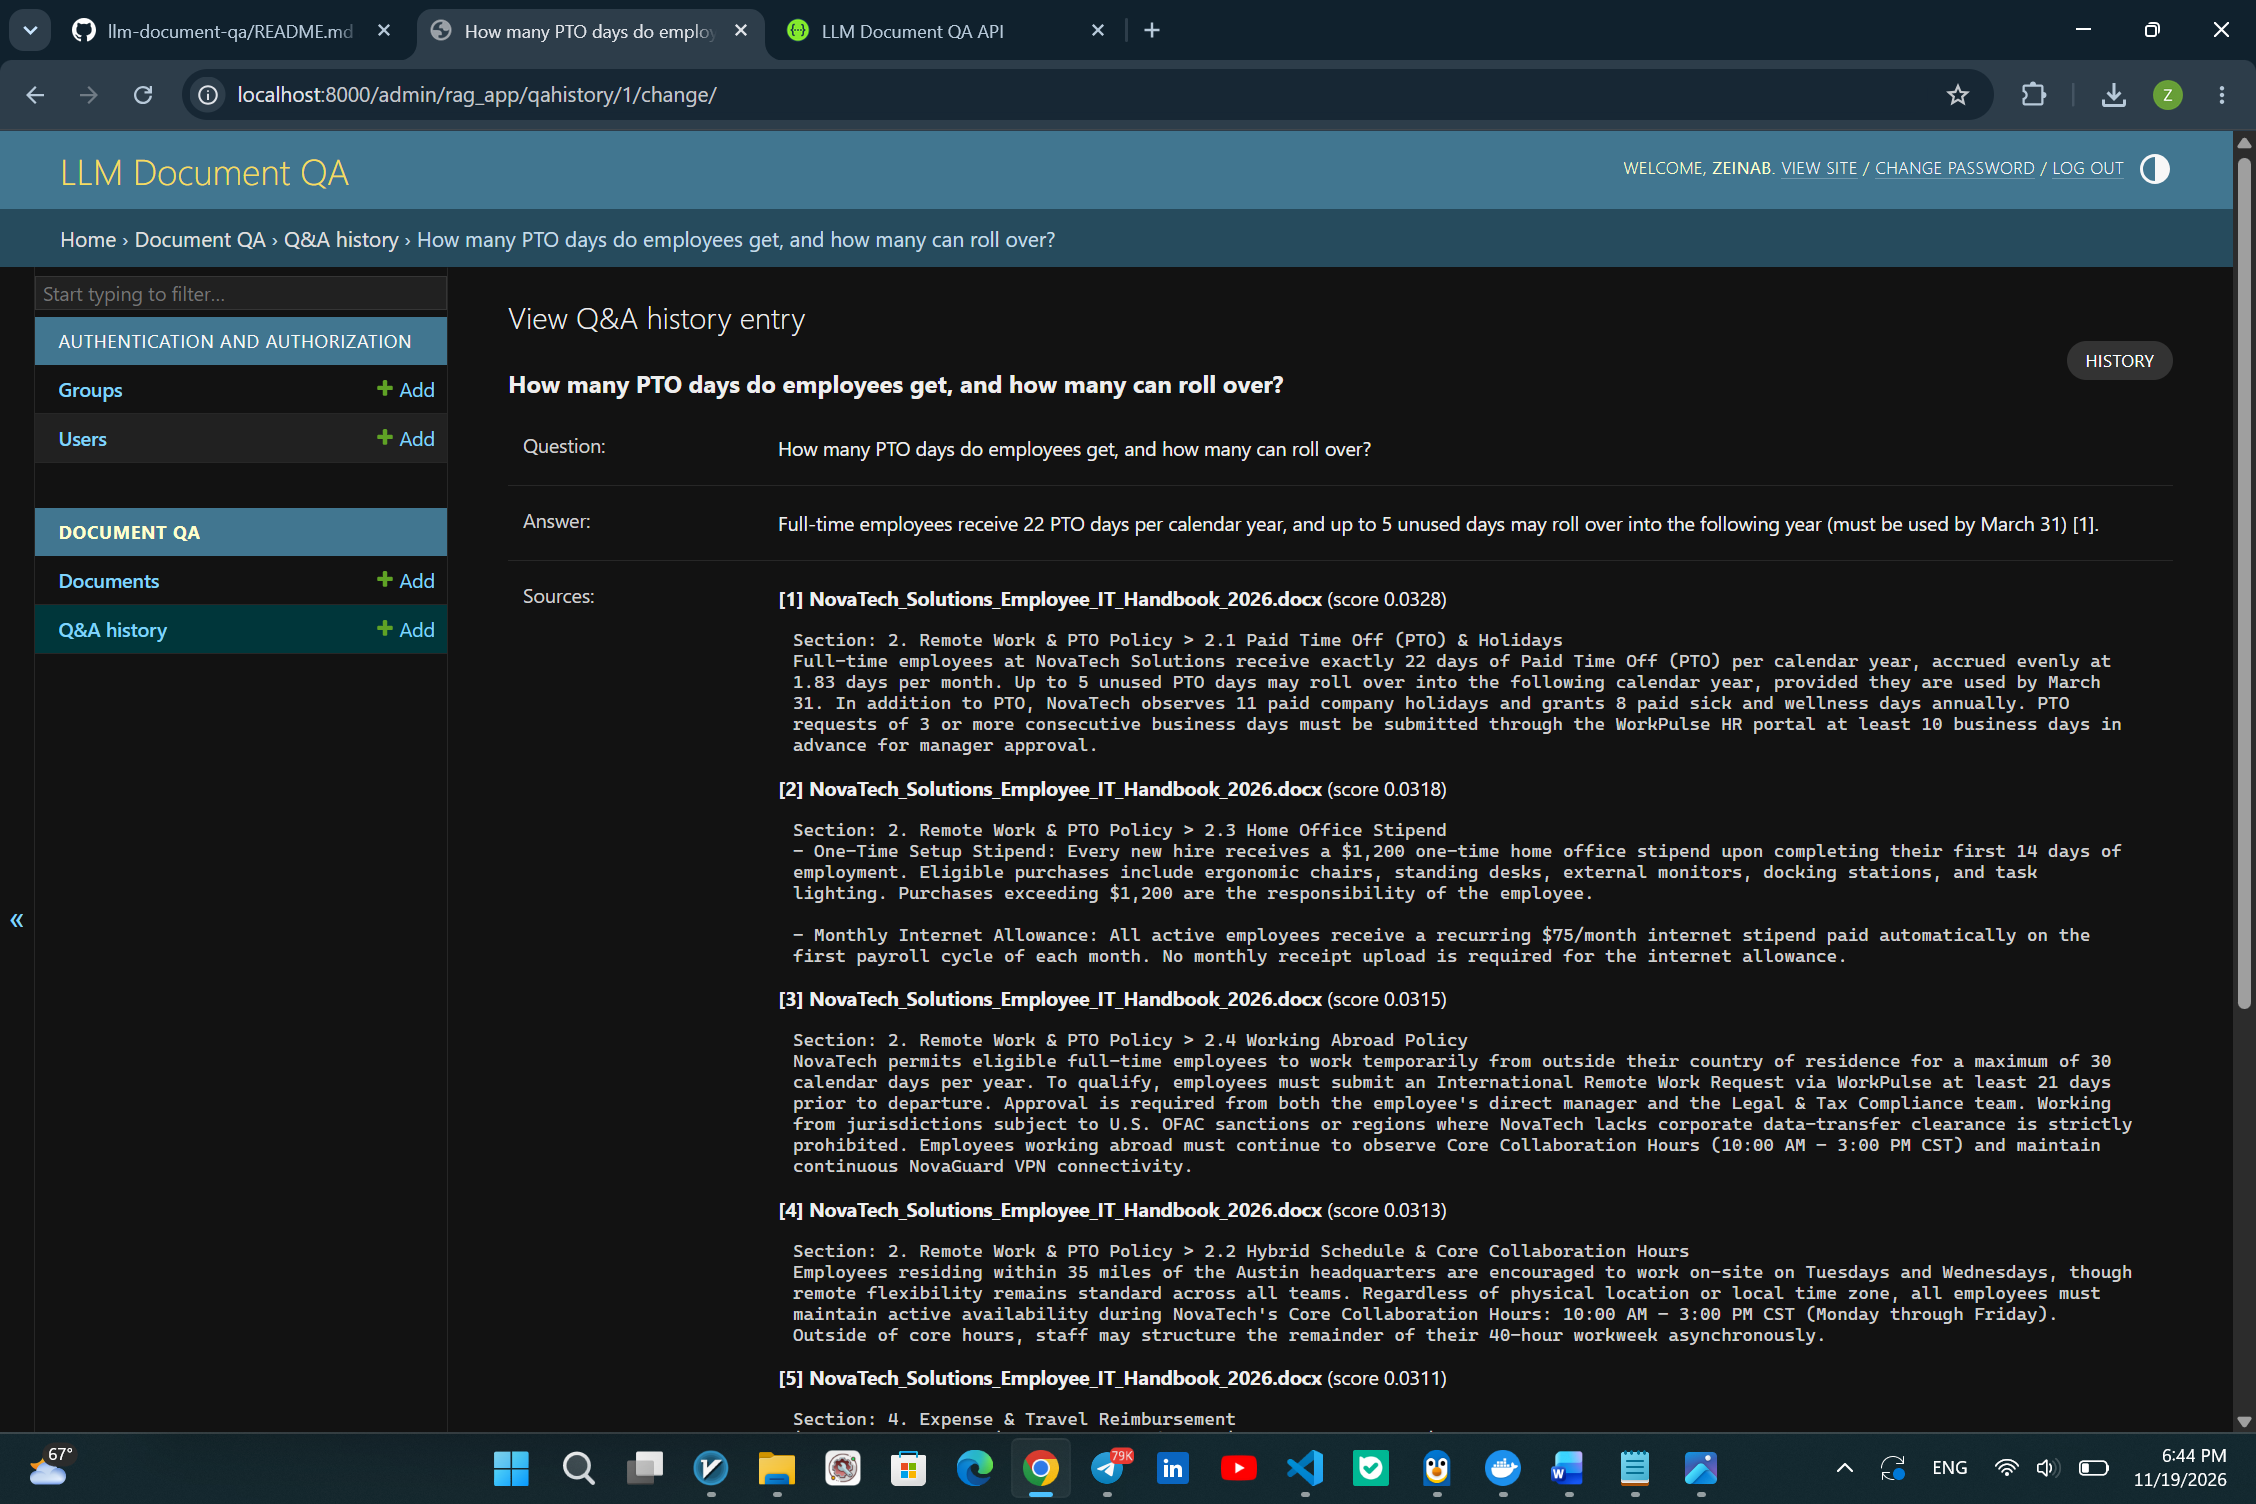 llm-document-qa/README.md
How many PTO days do emplo
LLM Document QA API
localhost:8000/admin/rag_app/qahistory/1/change/
Z
LLM Document QA
WELCOME, ZEINAB. VIEW SITE / CHANGE PASSWORD / LOG OUT
Home › Document QA › Q&A history › How many PTO days do employees get, and how many can roll over?
Start typing to filter...
AUTHENTICATION AND AUTHORIZATION
Groups + Add
Users + Add
DOCUMENT QA
Documents + Add
Q&A history + Add
«
View Q&A history entry
HISTORY
How many PTO days do employees get, and how many can roll over?
Question: How many PTO days do employees get, and how many can roll over?
Answer: Full-time employees receive 22 PTO days per calendar year, and up to 5 unused days may roll over into the following year (must be used by March 31) [1].
Sources:
[1] NovaTech_Solutions_Employee_IT_Handbook_2026.docx (score 0.0328)
Section: 2. Remote Work & PTO Policy > 2.1 Paid Time Off (PTO) & Holidays
Full-time employees at NovaTech Solutions receive exactly 22 days of Paid Time Off (PTO) per calendar year, accrued evenly at
1.83 days per month. Up to 5 unused PTO days may roll over into the following calendar year, provided they are used by March
31. In addition to PTO, NovaTech observes 11 paid company holidays and grants 8 paid sick and wellness days annually. PTO
requests of 3 or more consecutive business days must be submitted through the WorkPulse HR portal at least 10 business days in
advance for manager approval.
[2] NovaTech_Solutions_Employee_IT_Handbook_2026.docx (score 0.0318)
Section: 2. Remote Work & PTO Policy > 2.3 Home Office Stipend
- One-Time Setup Stipend: Every new hire receives a $1,200 one-time home office stipend upon completing their first 14 days of
employment. Eligible purchases include ergonomic chairs, standing desks, external monitors, docking stations, and task
lighting. Purchases exceeding $1,200 are the responsibility of the employee.
- Monthly Internet Allowance: All active employees receive a recurring $75/month internet stipend paid automatically on the
first payroll cycle of each month. No monthly receipt upload is required for the internet allowance.
[3] NovaTech_Solutions_Employee_IT_Handbook_2026.docx (score 0.0315)
Section: 2. Remote Work & PTO Policy > 2.4 Working Abroad Policy
NovaTech permits eligible full-time employees to work temporarily from outside their country of residence for a maximum of 30
calendar days per year. To qualify, employees must submit an International Remote Work Request via WorkPulse at least 21 days
prior to departure. Approval is required from both the employee's direct manager and the Legal & Tax Compliance team. Working
from jurisdictions subject to U.S. OFAC sanctions or regions where NovaTech lacks corporate data-transfer clearance is strictly
prohibited. Employees working abroad must continue to observe Core Collaboration Hours (10:00 AM – 3:00 PM CST) and maintain
continuous NovaGuard VPN connectivity.
[4] NovaTech_Solutions_Employee_IT_Handbook_2026.docx (score 0.0313)
Section: 2. Remote Work & PTO Policy > 2.2 Hybrid Schedule & Core Collaboration Hours
Employees residing within 35 miles of the Austin headquarters are encouraged to work on-site on Tuesdays and Wednesdays, though
remote flexibility remains standard across all teams. Regardless of physical location or local time zone, all employees must
maintain active availability during NovaTech's Core Collaboration Hours: 10:00 AM – 3:00 PM CST (Monday through Friday).
Outside of core hours, staff may structure the remainder of their 40-hour workweek asynchronously.
[5] NovaTech_Solutions_Employee_IT_Handbook_2026.docx (score 0.0311)
Section: 4. Expense & Travel Reimbursement
67°
79K
ENG
6:44 PM
11/19/2026